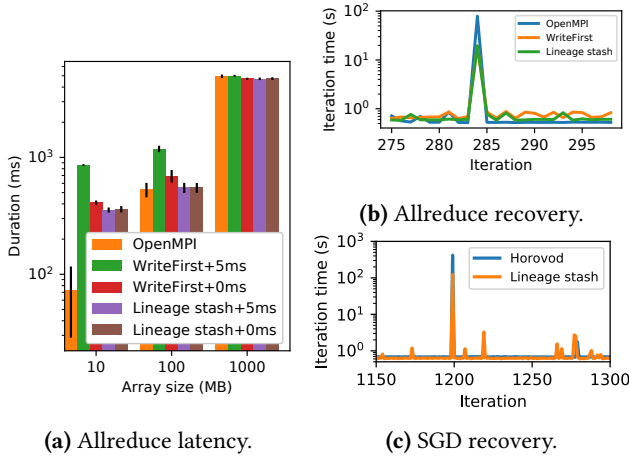 Duration (ms)
10³
10²
OpenMPI
WriteFirst+5ms
WriteFirst+0ms
Lineage stash+5ms
Lineage stash+0ms
10
100
1000
Array size (MB)
(a) Allreduce latency.
Iteration time (s)
10²
10¹
10⁰
OpenMPI
WriteFirst
Lineage stash
275
280
285
290
295
Iteration
(b) Allreduce recovery.
Iteration time (s)
10³
10²
10¹
10⁰
Horovod
Lineage stash
1150
1200
1250
1300
Iteration
(c) SGD recovery.